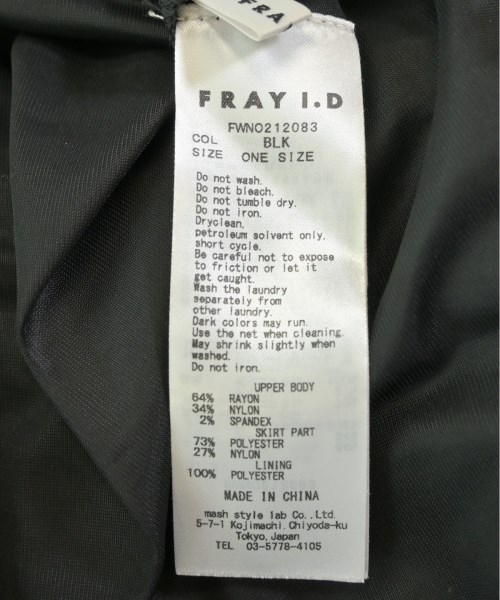 FRA
FRAY I.D
FWNO212083
COL BLK
SIZE ONE SIZE
Do not wash.
Do not bleach.
Do not tumble dry.
Do not iron.
Dryclean,
petroleum solvent only,
short cycle.
Be careful not to expose
to friction or let it
get caught.
Wash the laundry
separately from
other laundry.
Dark colors may run.
Use the net when cleaning.
May shrink slightly when
washed.
Do not iron.
UPPER BODY
64% RAYON
34% NYLON
2% SPANDEX
SKIRT PART
73% POLYESTER
27% NYLON
LINING
100% POLYESTER
MADE IN CHINA
mash style lab Co.,Ltd.
5-7-1 Kojimachi,Chiyoda-ku
Tokyo,Japan
TEL 03-5778-4105